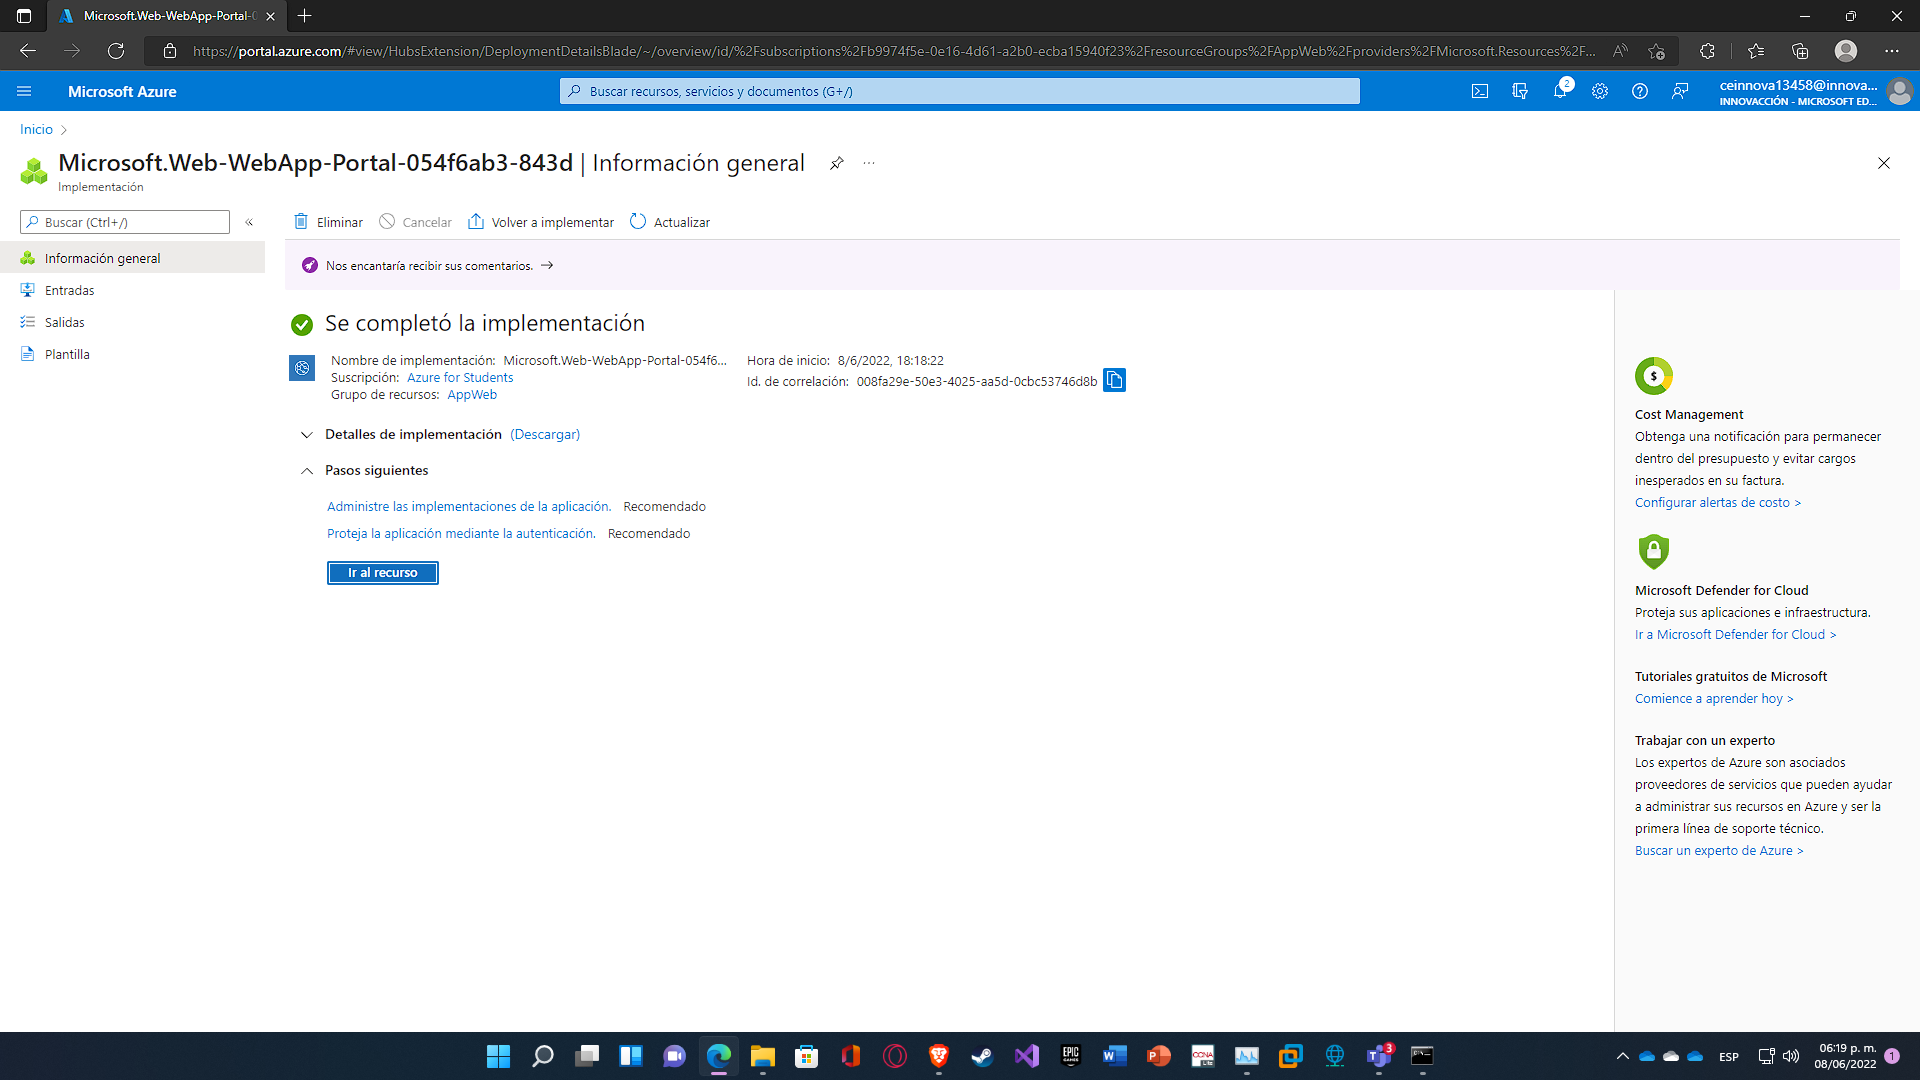 Microsoft.Web-WebApp-Portal-0
https://portal.azure.com/#view/HubsExtension/DeploymentDetailsBlade/~/overview/id/%2Fsubscriptions%2Fb9974f5e-0e16-4d61-a2b0-ecba15940f23%2FresourceGroups%2FAppWeb%2Fproviders%2FMicrosoft.Resources%2F...
Microsoft Azure
Buscar recursos, servicios y documentos (G+/)
2
ceinnova13458@innova...
INNOVACCIÓN - MICROSOFT ED...
Inicio
Microsoft.Web-WebApp-Portal-054f6ab3-843d | Información general
...
Implementación
Buscar (Ctrl+/)
«
Eliminar
Cancelar
Volver a implementar
Actualizar
Información general
Entradas
Salidas
Plantilla
Nos encantaría recibir sus comentarios. →
Se completó la implementación
Nombre de implementación: Microsoft.Web-WebApp-Portal-054f6...
Suscripción: Azure for Students
Grupo de recursos: AppWeb
Hora de inicio: 8/6/2022, 18:18:22
Id. de correlación: 008fa29e-50e3-4025-aa5d-0cbc53746d8b
Detalles de implementación (Descargar)
Pasos siguientes
Administre las implementaciones de la aplicación. Recomendado
Proteja la aplicación mediante la autenticación. Recomendado
Ir al recurso
$
Cost Management
Obtenga una notificación para permanecer
dentro del presupuesto y evitar cargos
inesperados en su factura.
Configurar alertas de costo >
Microsoft Defender for Cloud
Proteja sus aplicaciones e infraestructura.
Ir a Microsoft Defender for Cloud >
Tutoriales gratuitos de Microsoft
Comience a aprender hoy >
Trabajar con un experto
Los expertos de Azure son asociados
proveedores de servicios que pueden ayudar
a administrar sus recursos en Azure y ser la
primera línea de soporte técnico.
Buscar un experto de Azure >
EPIC
GAMES
W
P
CCNA
T
3
ESP
06:19 p. m.
08/06/2022
1